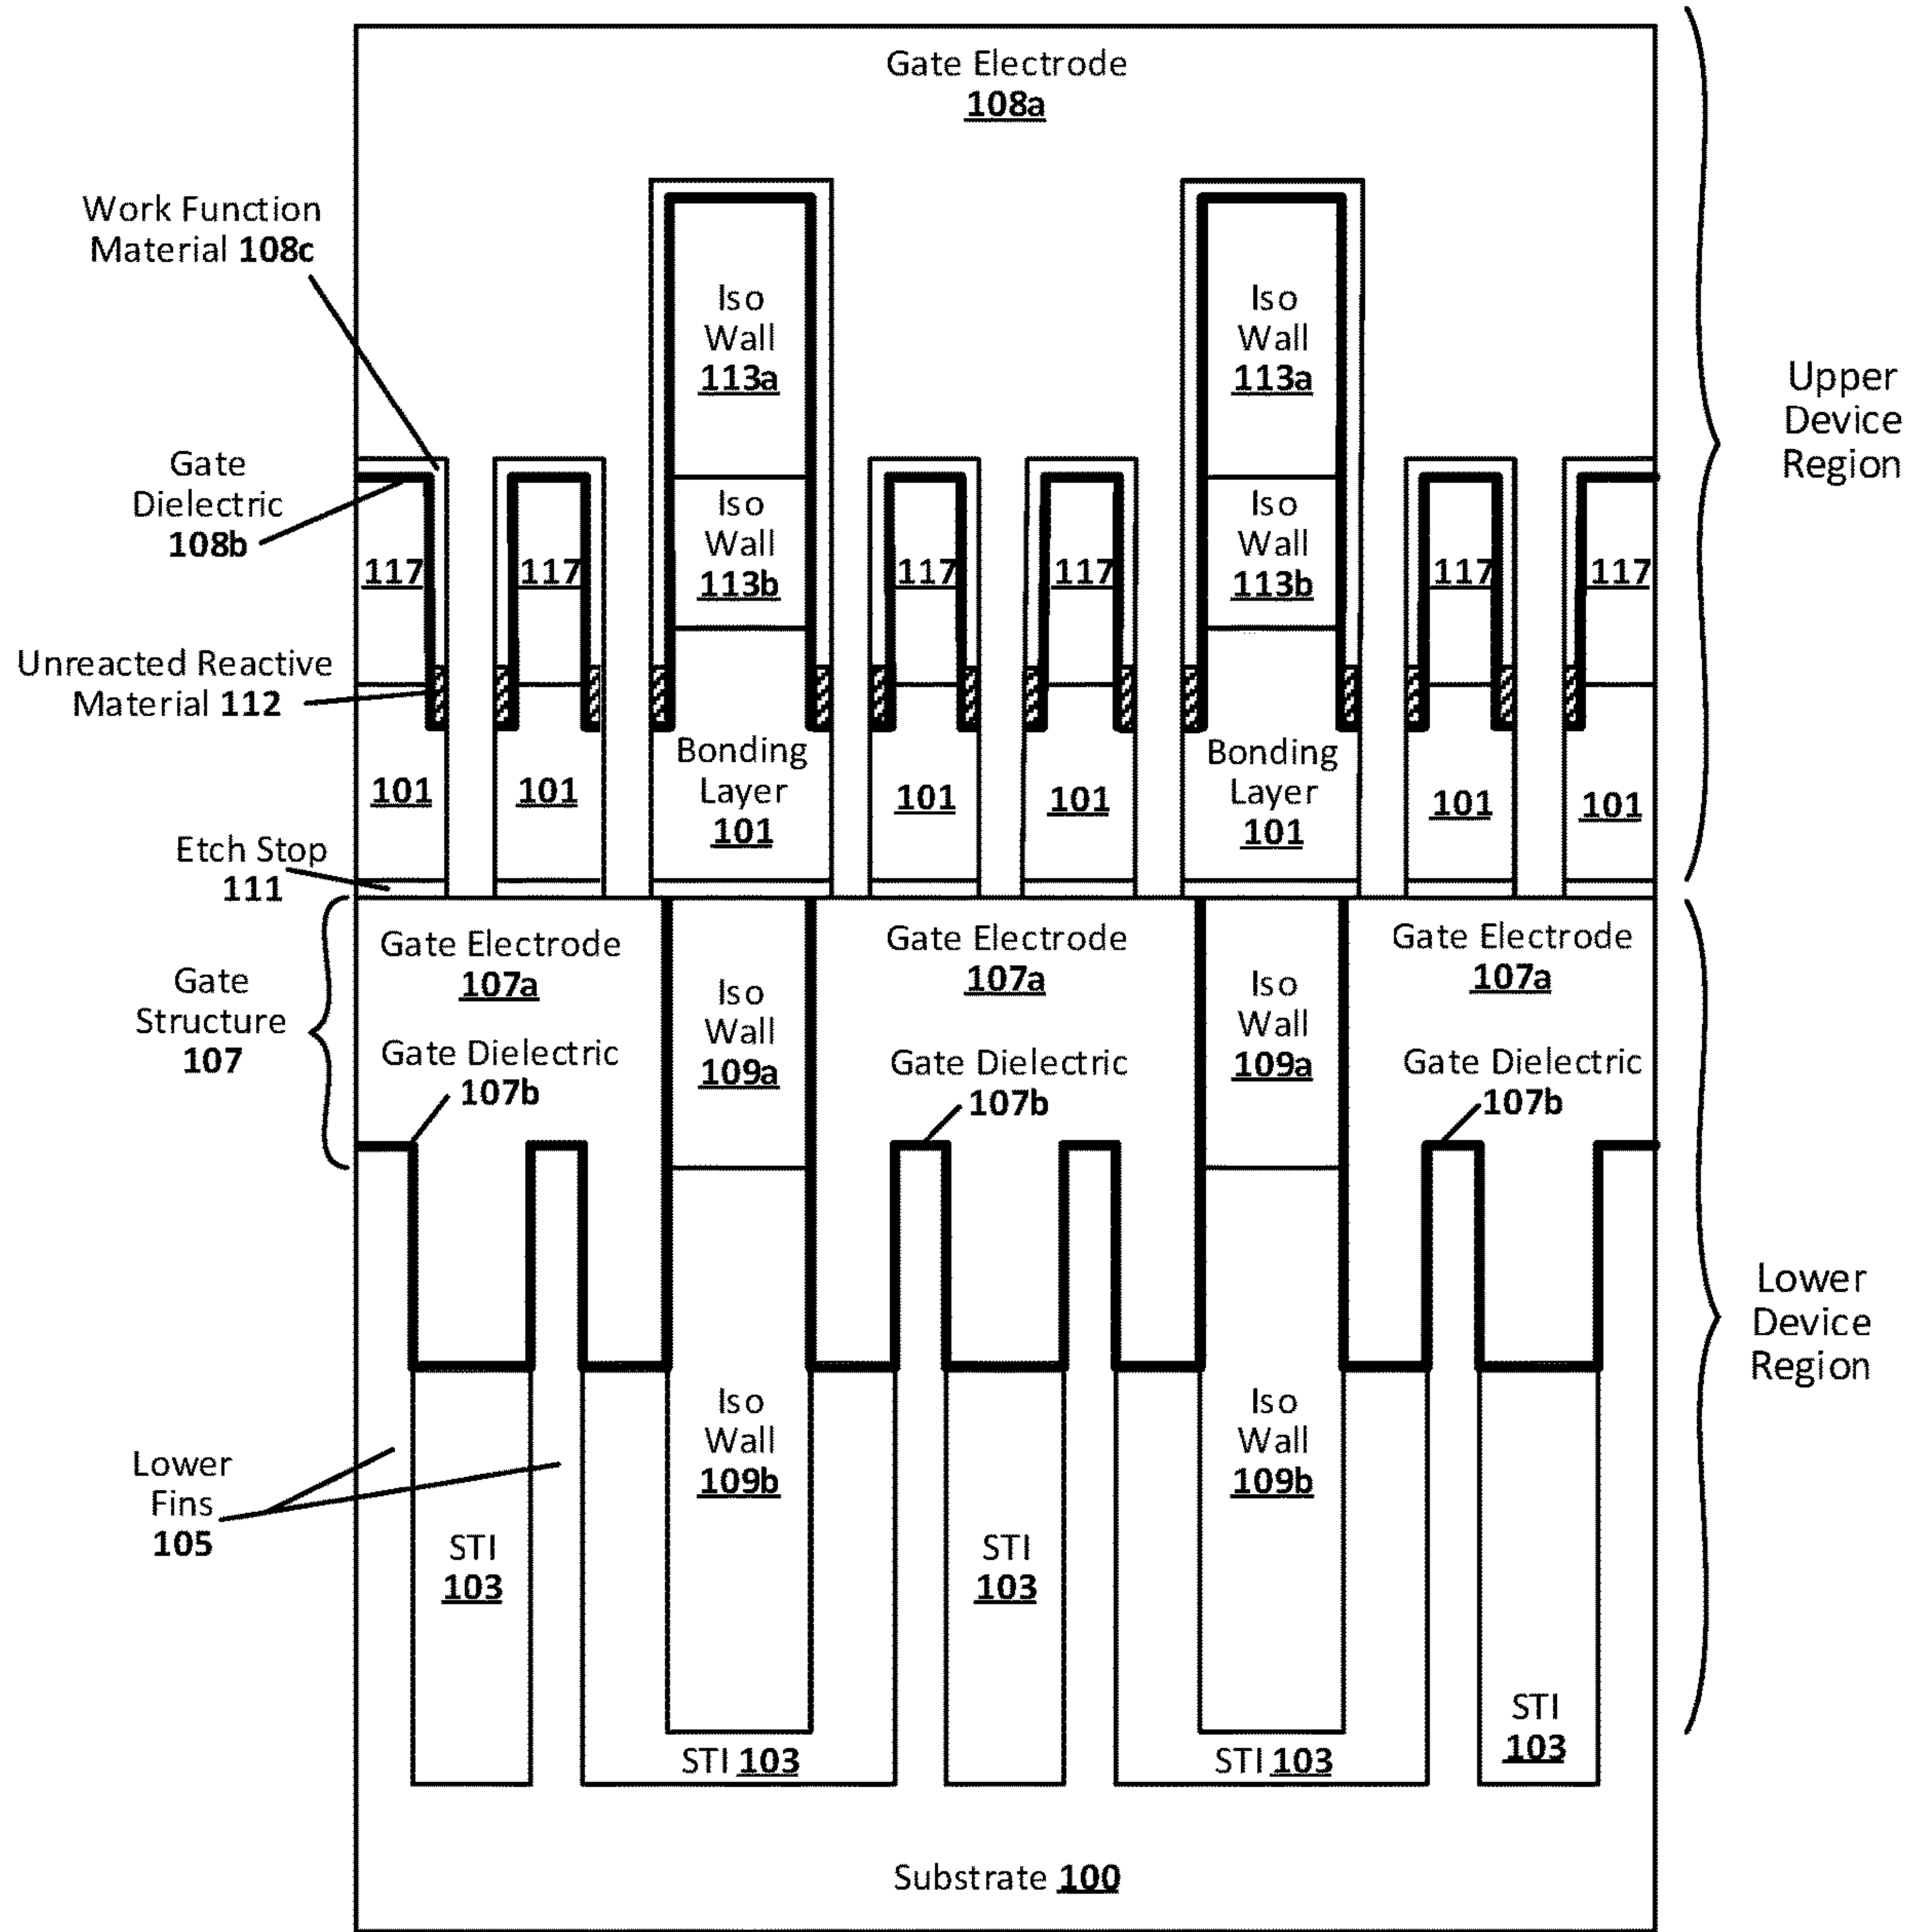 Gate Electrode
108a
Work Function
Material 108c
Iso
Wall
113a
Iso
Wall
113a
Upper
Device
Region
Gate
Dielectric
108b
Iso
Wall
113b
Iso
Wall
113b
117
117
117
117
117
117
Unreacted Reactive
Material 112
Bonding
Layer
101
Bonding
Layer
101
101
101
101
101
101
101
Etch Stop
111
Gate Electrode
107a
Gate Electrode
107a
Gate Electrode
107a
Gate
Structure
107
Iso
Wall
109a
Iso
Wall
109a
Gate Dielectric
107b
Gate Dielectric
107b
Gate Dielectric
107b
Lower
Device
Region
Iso
Wall
109b
Iso
Wall
109b
Lower
Fins
105
STI
103
STI
103
STI
103
STI 103
STI 103
Substrate 100